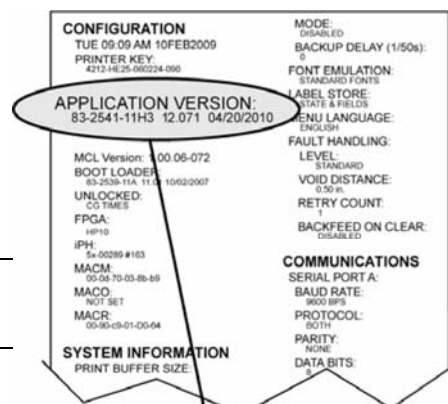 CONFIGURATION
TUE 09:09 AM 10FEB2009
PRINTER KEY:
4212-HE25-060224-090
APPLICATION VERSION:
83-2541-11H3 12.071 04/20/2010
MCL Version: 1.00.06-072
BOOT LOADER:
83-2539-11A 11.01 10/02/2007
UNLOCKED:
CG TIMES
FPGA:
HP10
iPH:
5x-00289 #163
MACM:
00-0d-70-03-8b-b9
MACO:
NOT SET
MACR:
00-90-c9-01-D0-64
SYSTEM INFORMATION
PRINT BUFFER SIZE:
MODE:
DISABLED
BACKUP DELAY (1/50s):
0
FONT EMULATION:
STANDARD FONTS
LABEL STORE:
STATE & FIELDS
MENU LANGUAGE:
ENGLISH
FAULT HANDLING:
LEVEL:
STANDARD
VOID DISTANCE:
0.50 in.
RETRY COUNT:
1
BACKFEED ON CLEAR:
DISABLED
COMMUNICATIONS
SERIAL PORT A:
BAUD RATE:
9600 BPS
PROTOCOL:
BOTH
PARITY:
NONE
DATA BITS:
8